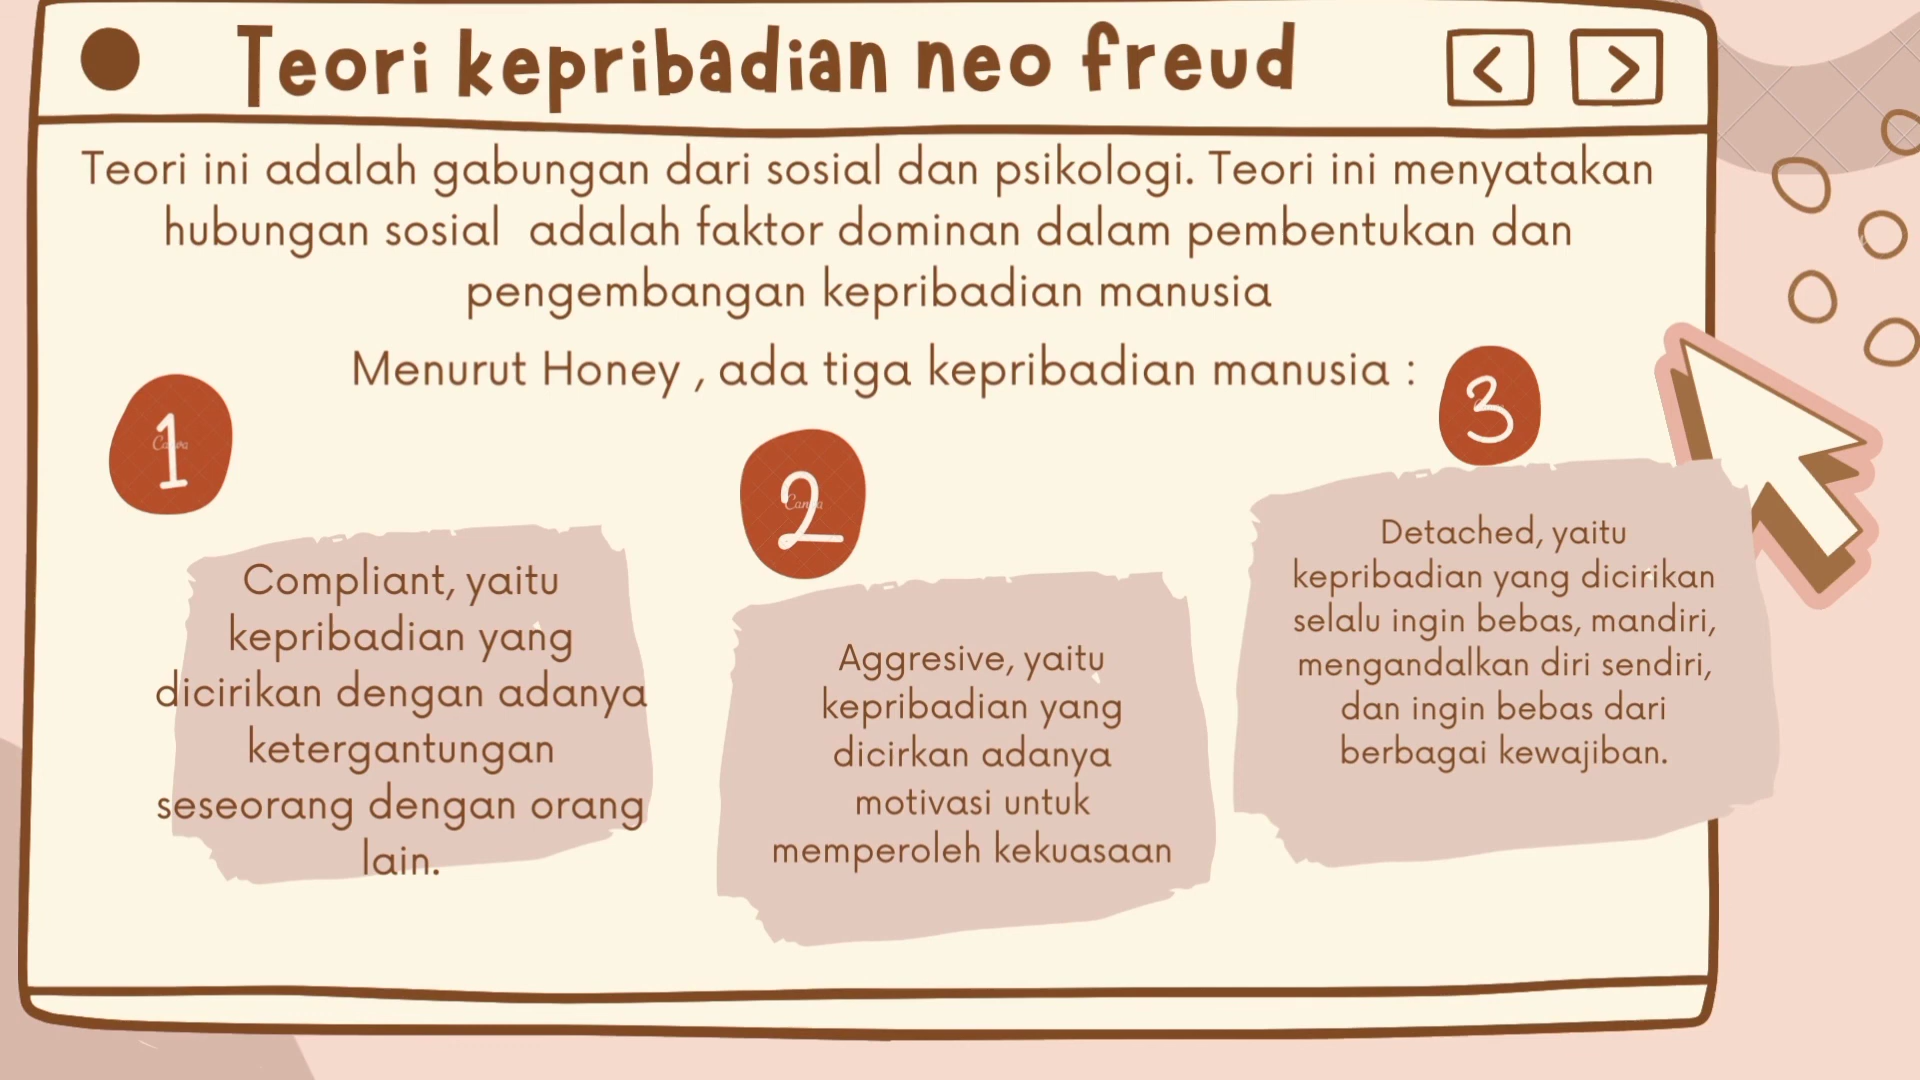 Teori kepribadian neo freud
Teori ini adalah gabungan dari sosial dan psikologi. Teori ini menyatakan
hubungan sosial adalah faktor dominan dalam pembentukan dan
pengembangan kepribadian manusia
Menurut Honey , ada tiga kepribadian manusia :
1
Compliant, yaitu
kepribadian yang
dicirikan dengan adanya
ketergantungan
seseorang dengan orang
lain.
2
Aggresive, yaitu
kepribadian yang
dicirkan adanya
motivasi untuk
memperoleh kekuasaan
3
Detached, yaitu
kepribadian yang dicirikan
selalu ingin bebas, mandiri,
mengandalkan diri sendiri,
dan ingin bebas dari
berbagai kewajiban.